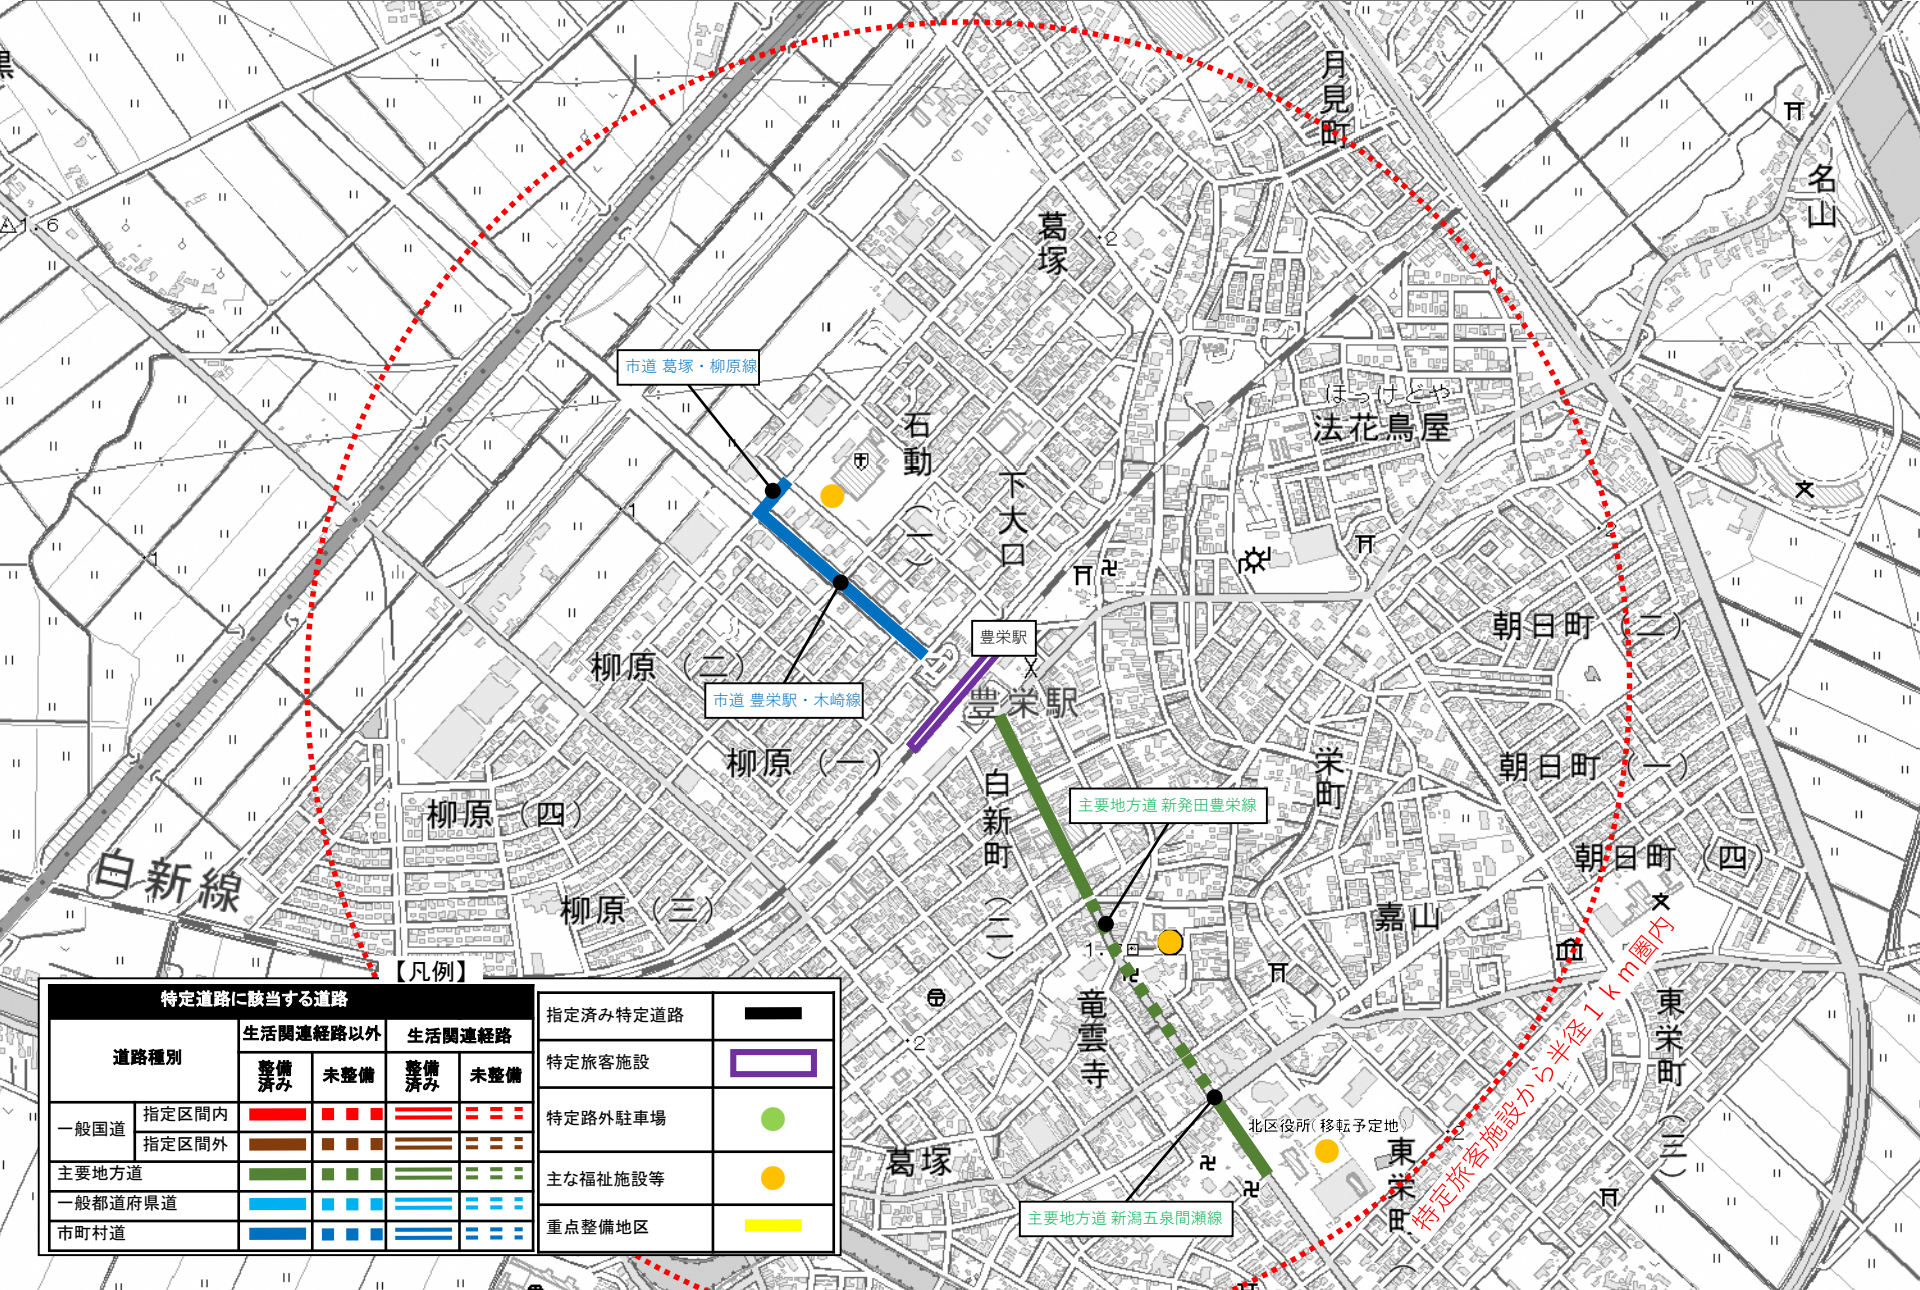 月見町
名山
1.6
葛塚
2
市道 葛塚・柳原線
ほっけどや
法花鳥屋
石動(一)
下大口
1
1
朝日町(二)
豊栄駅
柳原(二)
市道 豊栄駅・木崎線
豊栄駅
柳原(一)
白新町(二)
栄町
朝日町(一)
主要地方道 新発田豊栄線
柳原(四)
朝日町(四)
白新線
柳原(三)
嘉山
1.
竜雲寺
2
東栄町(三)
特定旅客施設から半径1km圏内
北区役所(移転予定地)
2
葛塚
東栄町
主要地方道 新潟五泉間瀬線
【凡例】
特定道路に該当する道路
道路種別
生活関連経路以外
生活関連経路
整備済み
未整備
整備済み
未整備
一般国道
指定区間内
指定区間外
主要地方道
一般都道府県道
市町村道
指定済み特定道路
特定旅客施設
特定路外駐車場
主な福祉施設等
重点整備地区